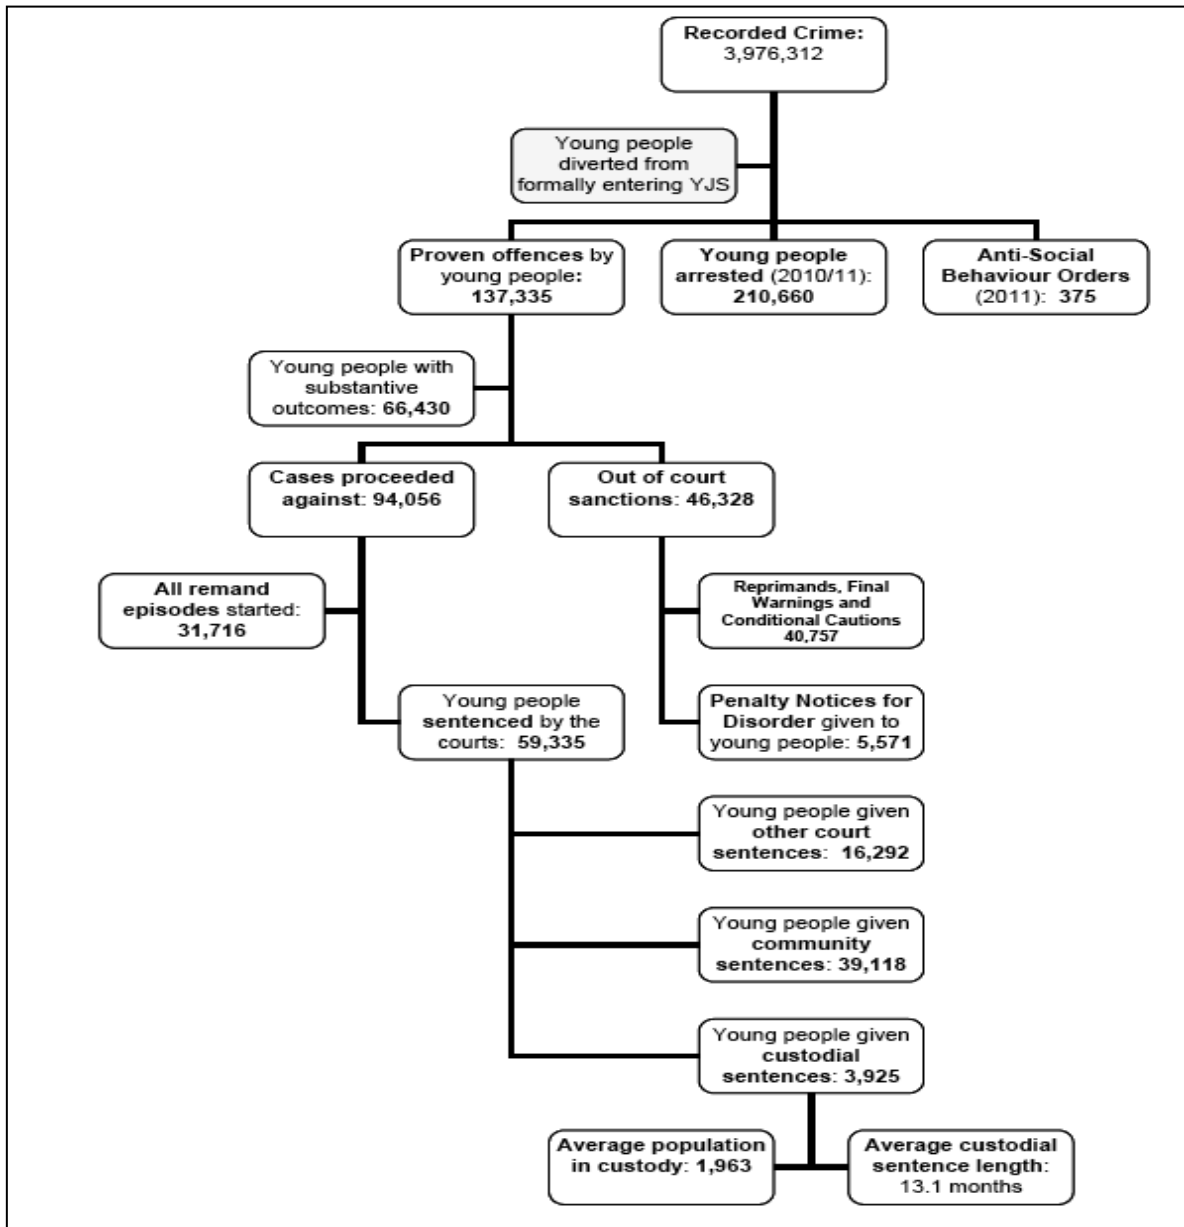 Recorded Crime:
3,976,312
Young people
diverted from
formally entering YJS
Proven offences by
young people:
137,335
Young people
arrested (2010/11):
210,660
Anti-Social
Behaviour Orders
(2011): 375
Young people with
substantive
outcomes: 66,430
Cases proceeded
against: 94,056
Out of court
sanctions: 46,328
All remand
episodes started:
31,716
Reprimands, Final
Warnings and
Conditional Cautions
40,757
Young people
sentenced by the
courts: 59,335
Penalty Notices for
Disorder given to
young people: 5,571
Young people given
other court
sentences: 16,292
Young people given
community
sentences: 39,118
Young people given
custodial
sentences: 3,925
Average population
in custody: 1,963
Average custodial
sentence length:
13.1 months